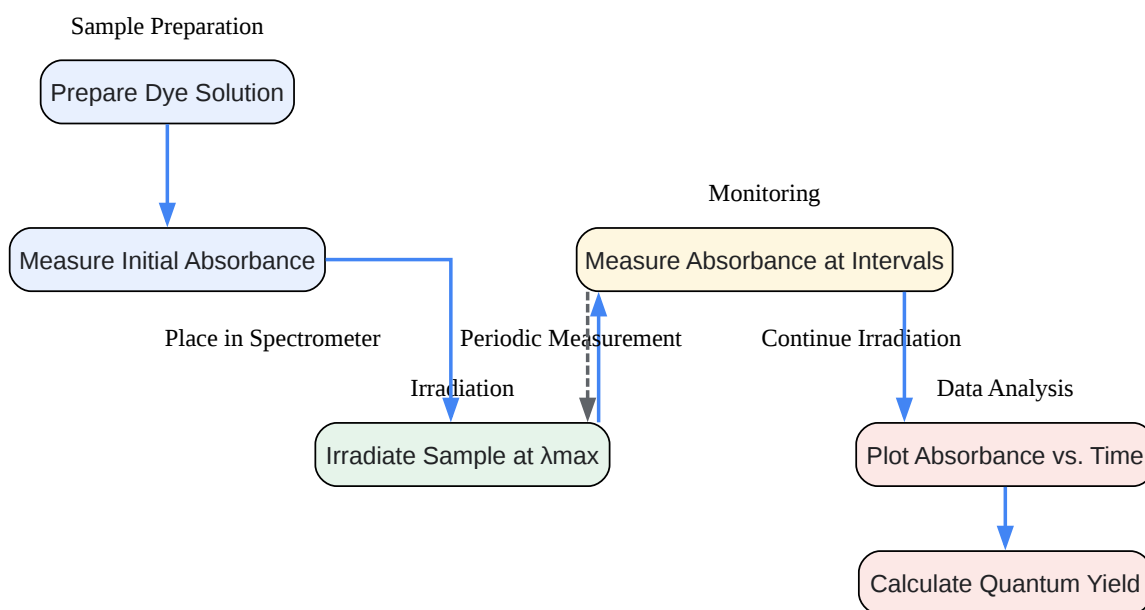 Sample Preparation
Prepare Dye Solution
Monitoring
Measure Initial Absorbance
Measure Absorbance at Intervals
Place in Spectrometer
Periodic Measurement
Continue Irradiation
Irradiation
Data Analysis
Irradiate Sample at λmax
Plot Absorbance vs. Time
Calculate Quantum Yield